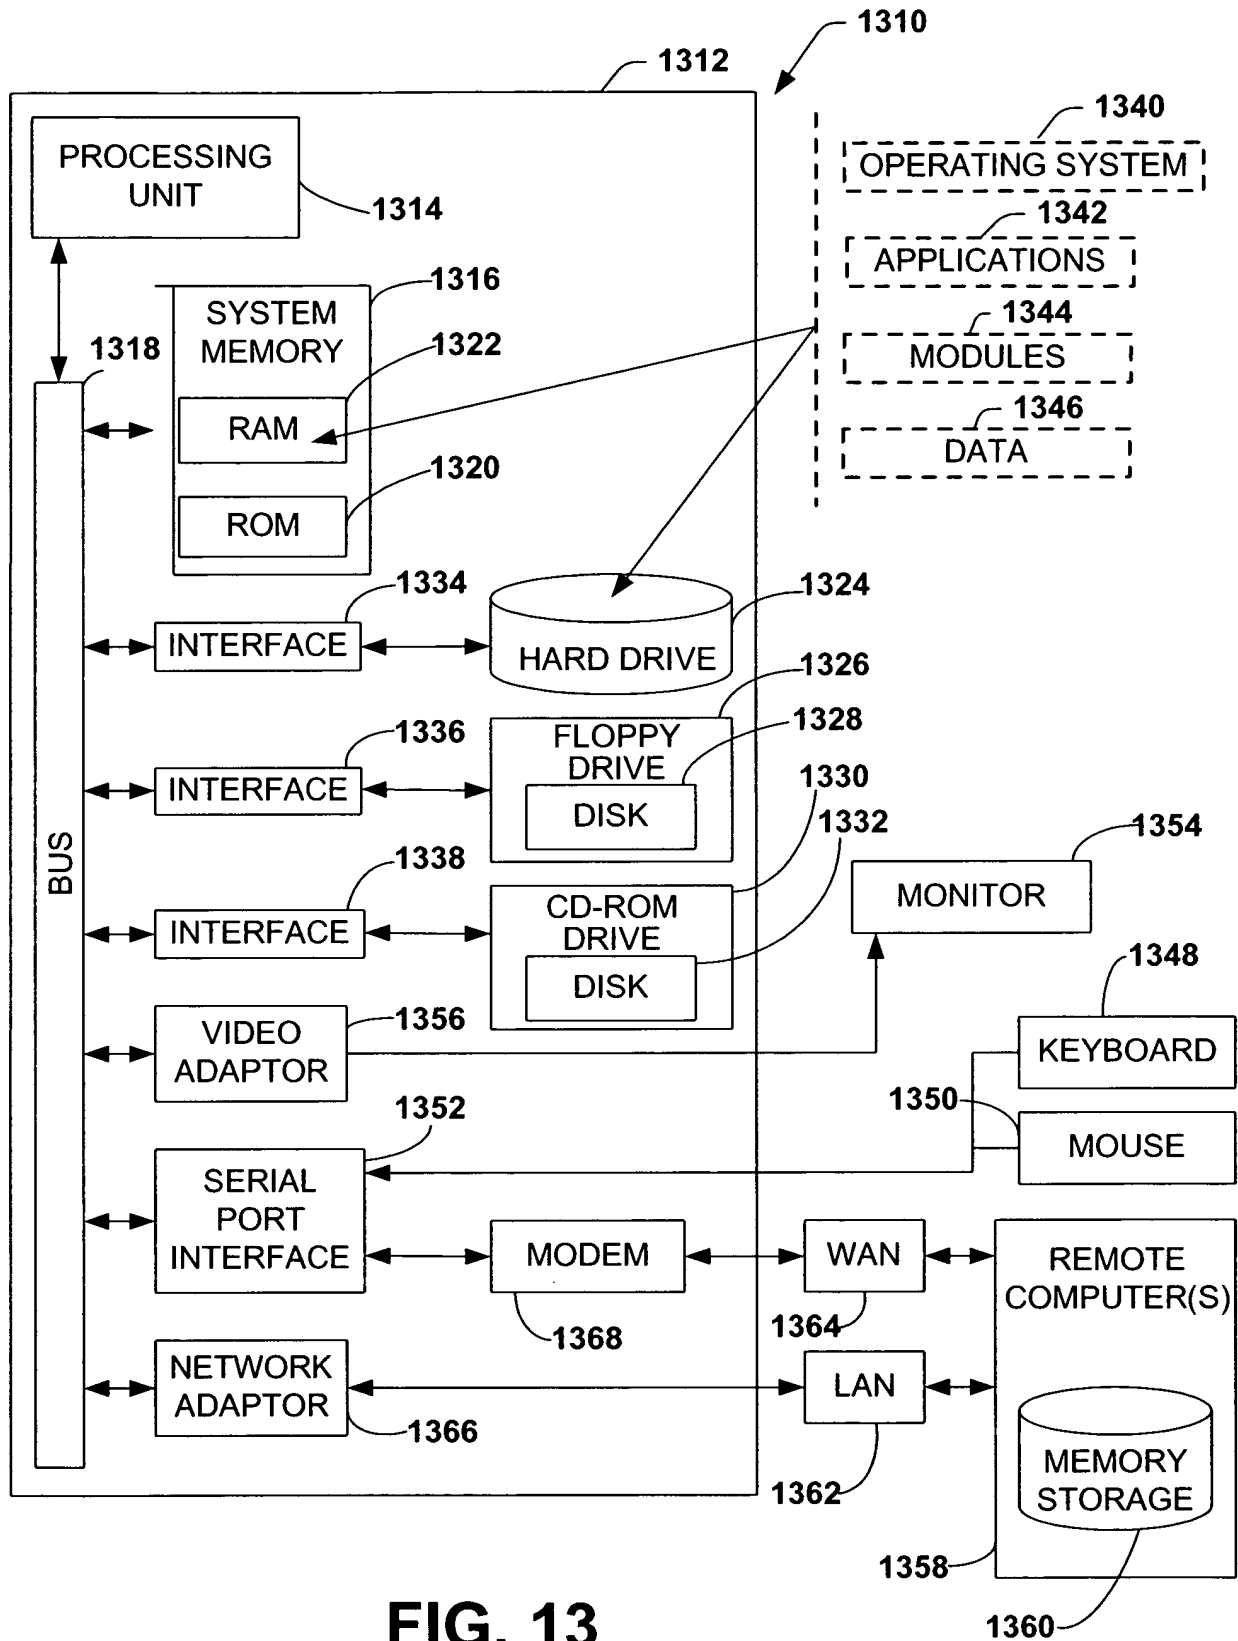 1310
1312
1340
PROCESSING
UNIT
OPERATING SYSTEM
1314
1342
APPLICATIONS
1316
SYSTEM
MEMORY
1344
1318
1322
MODULES
RAM
1346
DATA
1320
ROM
1334
1324
INTERFACE
HARD DRIVE
1326
1336
1328
FLOPPY
DRIVE
INTERFACE
1330
DISK
1332
1354
BUS
1338
MONITOR
CD-ROM
DRIVE
INTERFACE
1348
DISK
1356
VIDEO
ADAPTOR
KEYBOARD
1352
1350
MOUSE
SERIAL
PORT
INTERFACE
MODEM
WAN
REMOTE
COMPUTER(S)
1368
1364
NETWORK
ADAPTOR
LAN
1366
MEMORY
STORAGE
1362
1358
1360
FIG. 13